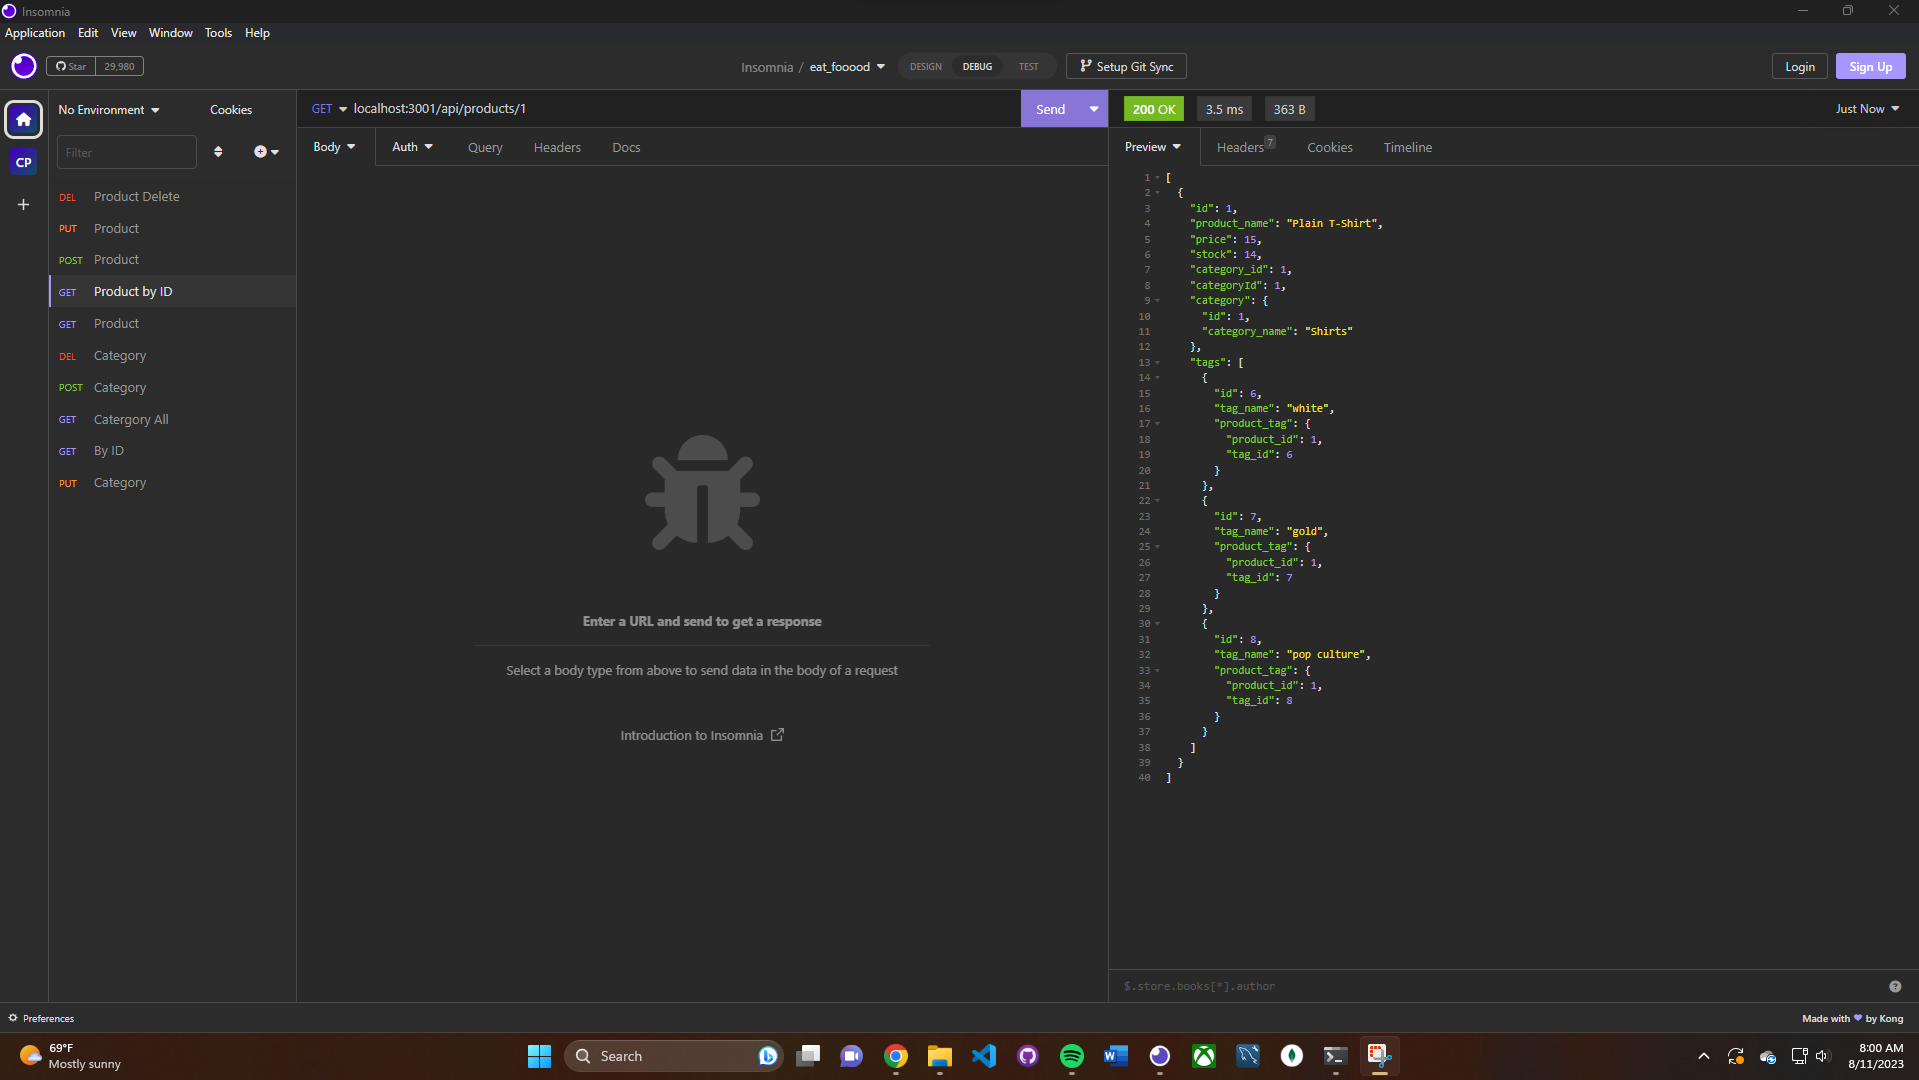 Insomnia
Application Edit View Window Tools Help
Star 29,980
Insomnia / eat_fooood
DESIGN DEBUG TEST
Setup Git Sync
Login
Sign Up
No Environment
Cookies
GET localhost:3001/api/products/1
Send
200 OK
3.5 ms
363 B
Just Now
CP
Filter
Body
Auth
Query
Headers
Docs
Preview
Headers 7
Cookies
Timeline
DEL Product Delete
PUT Product
POST Product
GET Product by ID
GET Product
DEL Category
POST Category
GET Catergory All
GET By ID
PUT Category
Enter a URL and send to get a response
Select a body type from above to send data in the body of a request
Introduction to Insomnia
1 [
2 {
3 "id": 1,
4 "product_name": "Plain T-Shirt",
5 "price": 15,
6 "stock": 14,
7 "category_id": 1,
8 "categoryId": 1,
9 "category": {
10 "id": 1,
11 "category_name": "Shirts"
12 },
13 "tags": [
14 {
15 "id": 6,
16 "tag_name": "white",
17 "product_tag": {
18 "product_id": 1,
19 "tag_id": 6
20 }
21 },
22 {
23 "id": 7,
24 "tag_name": "gold",
25 "product_tag": {
26 "product_id": 1,
27 "tag_id": 7
28 }
29 },
30 {
31 "id": 8,
32 "tag_name": "pop culture",
33 "product_tag": {
34 "product_id": 1,
35 "tag_id": 8
36 }
37 }
38 ]
39 }
40 ]
$.store.books[*].author
Preferences
Made with by Kong
69°F
Mostly sunny
Search
8:00 AM
8/11/2023